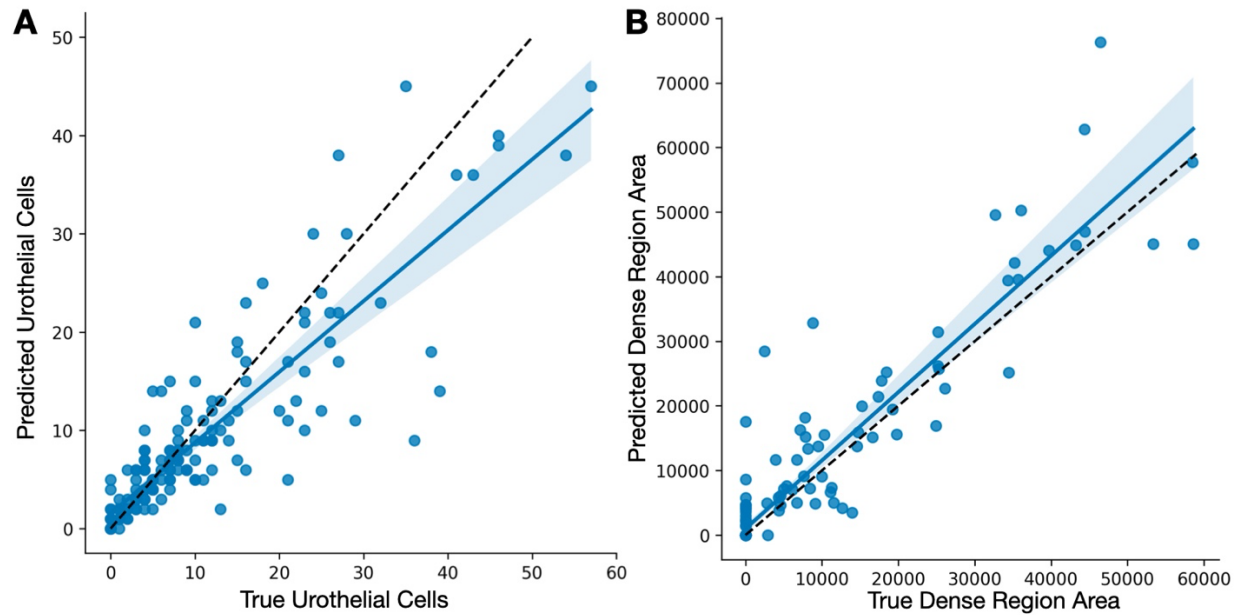 A
50
40
30
20
10
0
Predicted Urothelial Cells
0 10 20 30 40 50 60
True Urothelial Cells
B
80000
70000
60000
50000
40000
30000
20000
10000
0
Predicted Dense Region Area
0 10000 20000 30000 40000 50000 60000
True Dense Region Area